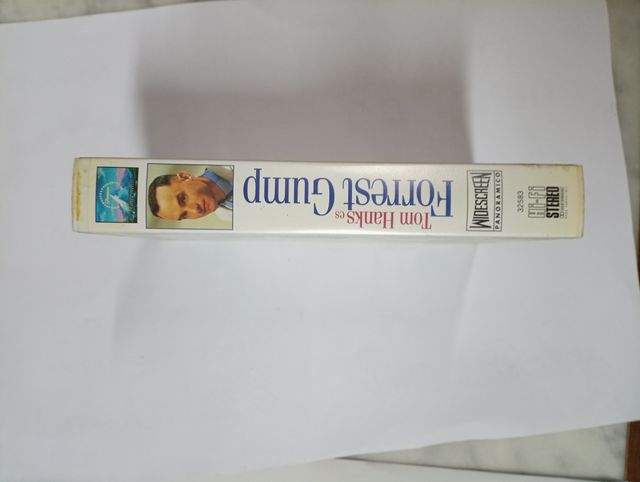 Tom Hanks es
Forrest Gump
WIDESCREEN
PANORAMICO
32583
HI-FI
STEREO